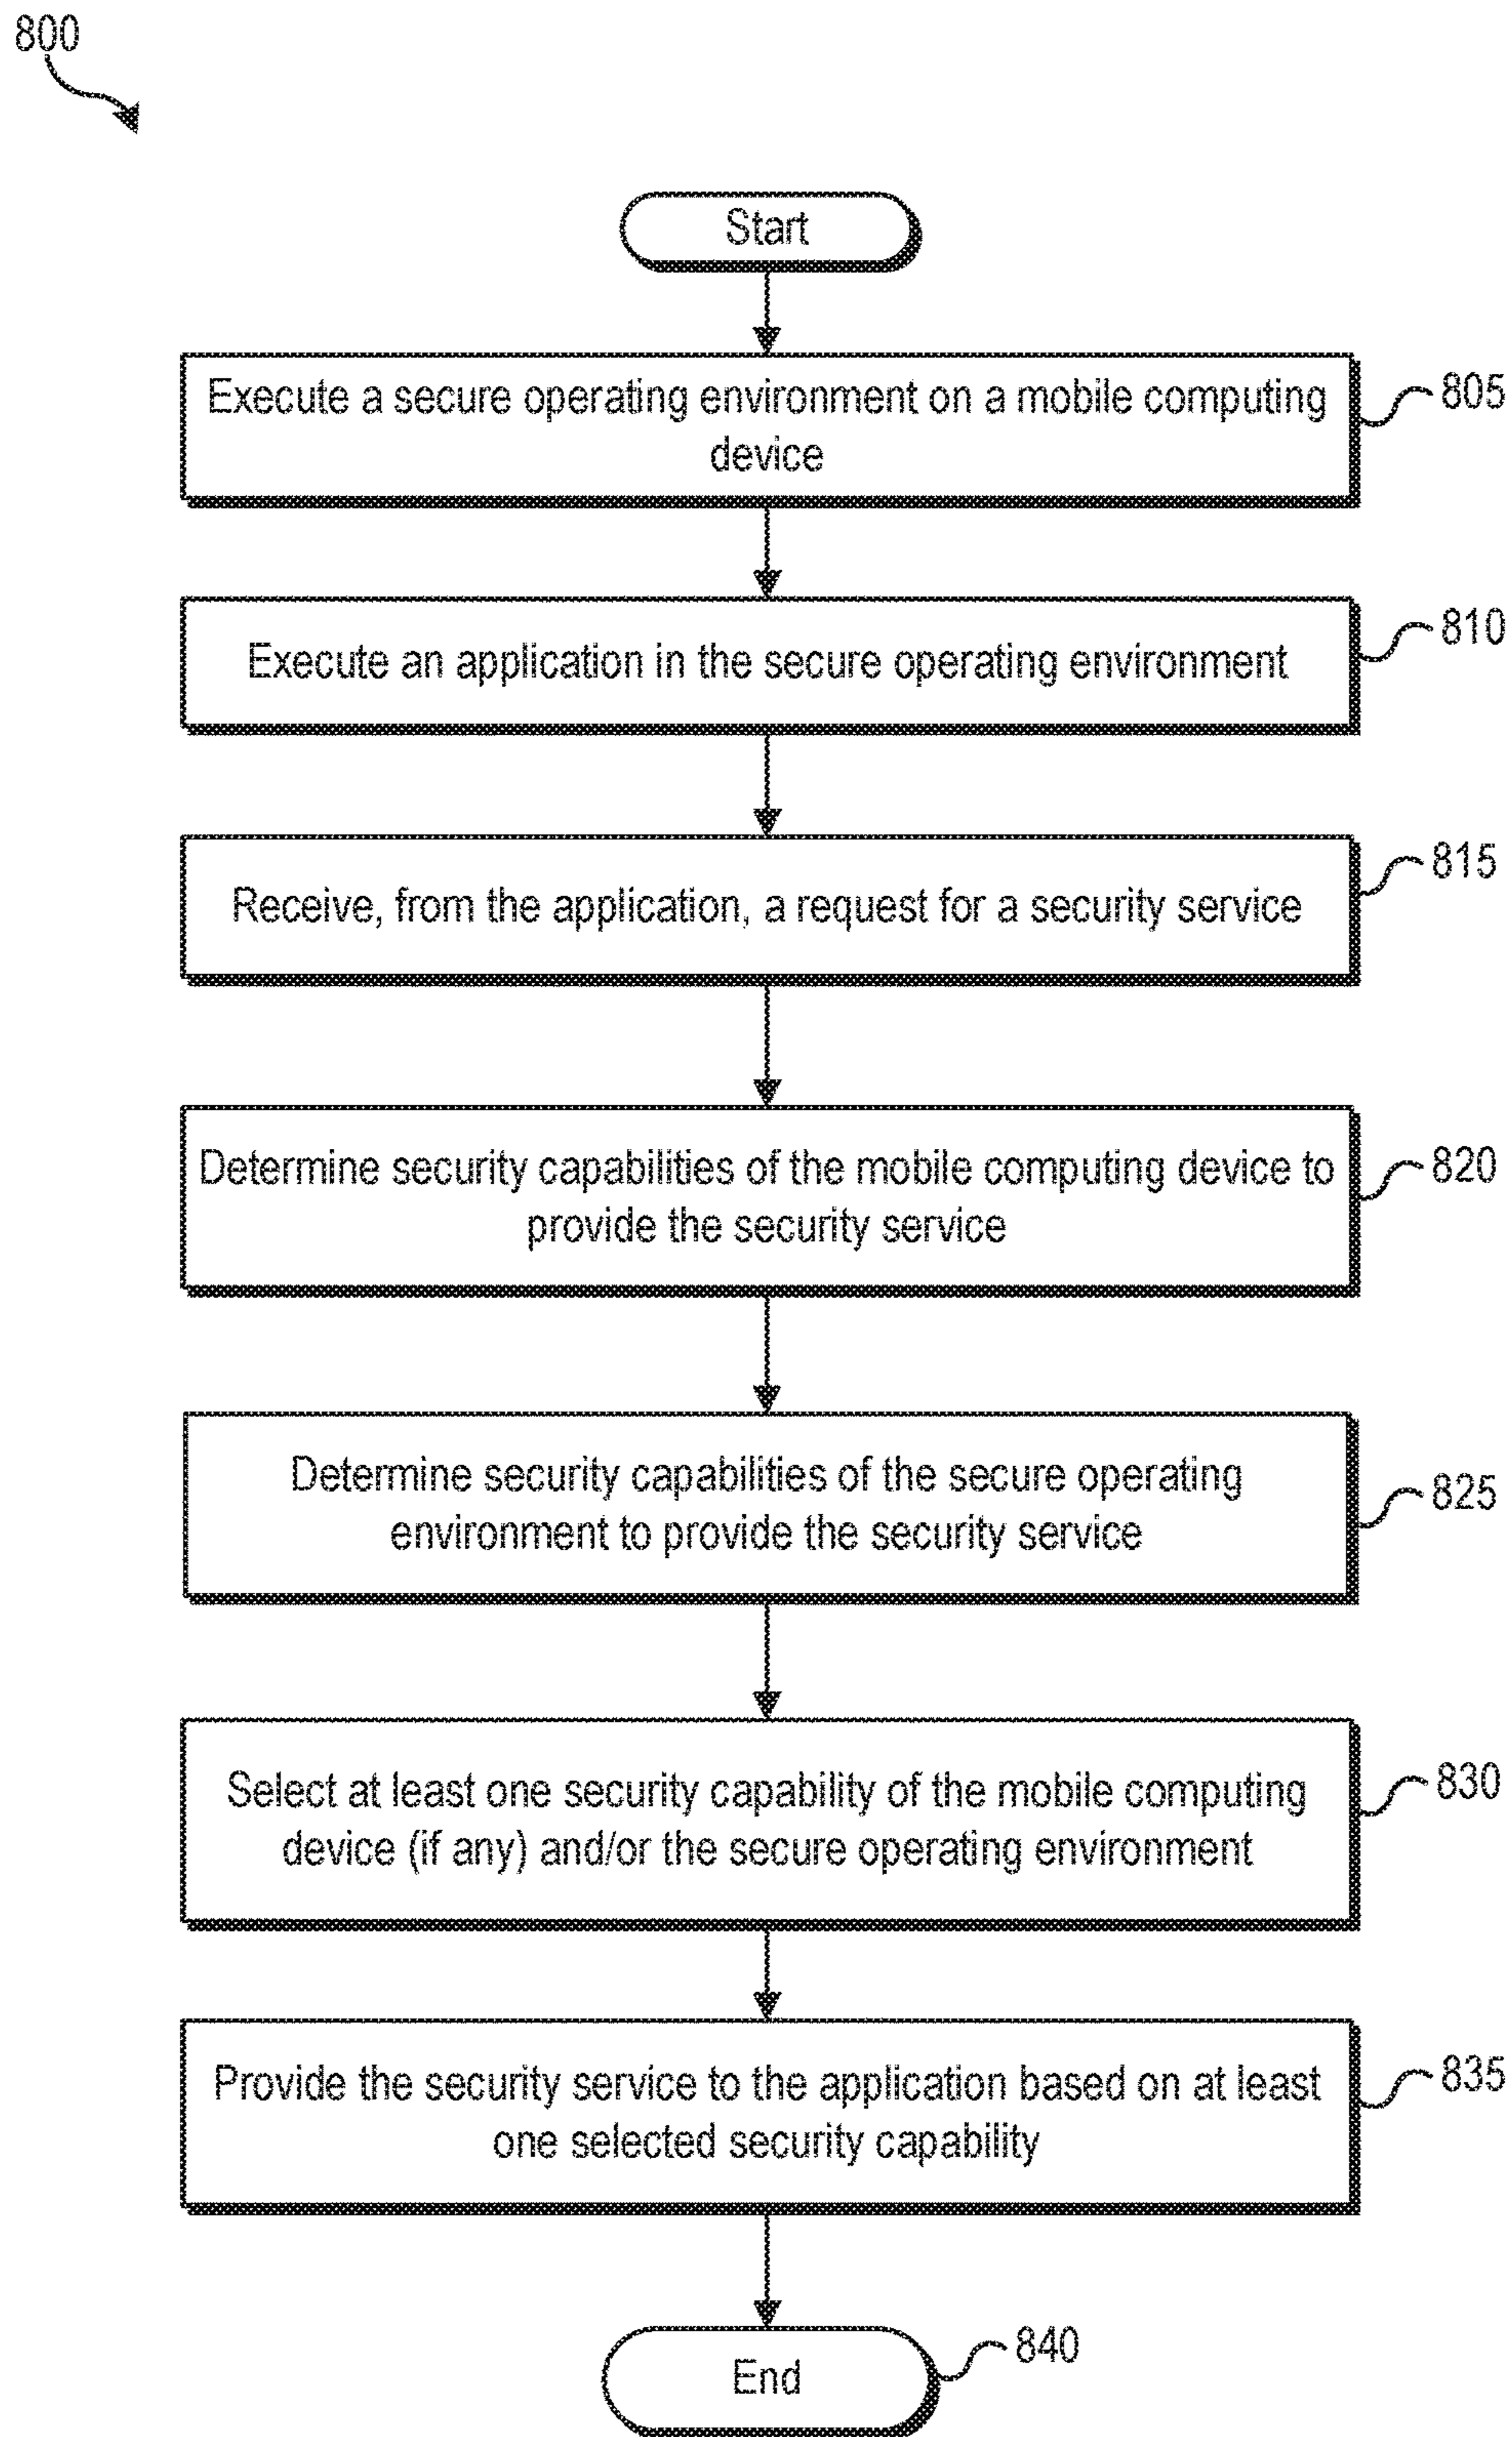 800
Start
Execute a secure operating environment on a mobile computing
device
805
Execute an application in the secure operating environment
810
Receive, from the application, a request for a security service
815
Determine security capabilities of the mobile computing device to
provide the security service
820
Determine security capabilities of the secure operating
environment to provide the security service
825
Select at least one security capability of the mobile computing
device (if any) and/or the secure operating environment
830
Provide the security service to the application based on at least
one selected security capability
835
End
840